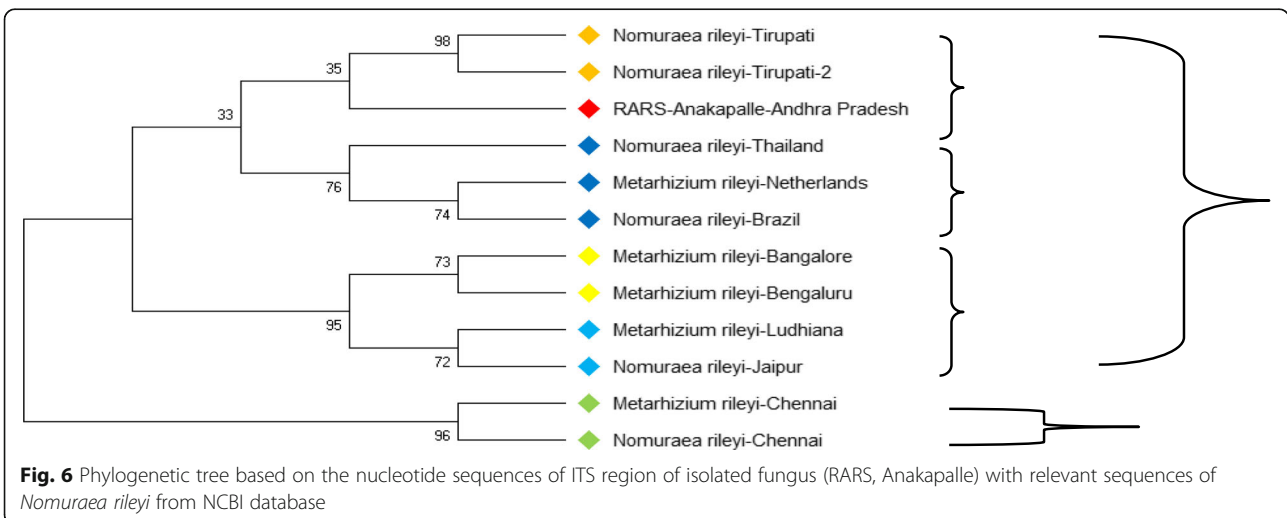 98
Nomuraea rileyi-Tirupati
Nomuraea rileyi-Tirupati-2
35
RARS-Anakapalle-Andhra Pradesh
33
Nomuraea rileyi-Thailand
76
Metarhizium rileyi-Netherlands
74
Nomuraea rileyi-Brazil
73
Metarhizium rileyi-Bangalore
Metarhizium rileyi-Bengaluru
95
Metarhizium rileyi-Ludhiana
72
Nomuraea rileyi-Jaipur
Metarhizium rileyi-Chennai
96
Nomuraea rileyi-Chennai
Fig. 6 Phylogenetic tree based on the nucleotide sequences of ITS region of isolated fungus (RARS, Anakapalle) with relevant sequences of
Nomuraea rileyi from NCBI database